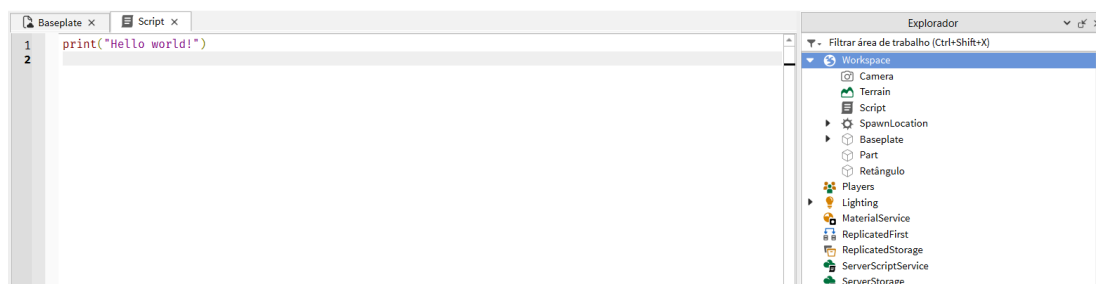 Baseplate × Script ×
1 print("Hello world!")
2
Explorador
Filtrar área de trabalho (Ctrl+Shift+X)
Workspace
Camera
Terrain
Script
SpawnLocation
Baseplate
Part
Retângulo
Players
Lighting
MaterialService
ReplicatedFirst
ReplicatedStorage
ServerScriptService
ServerStorage